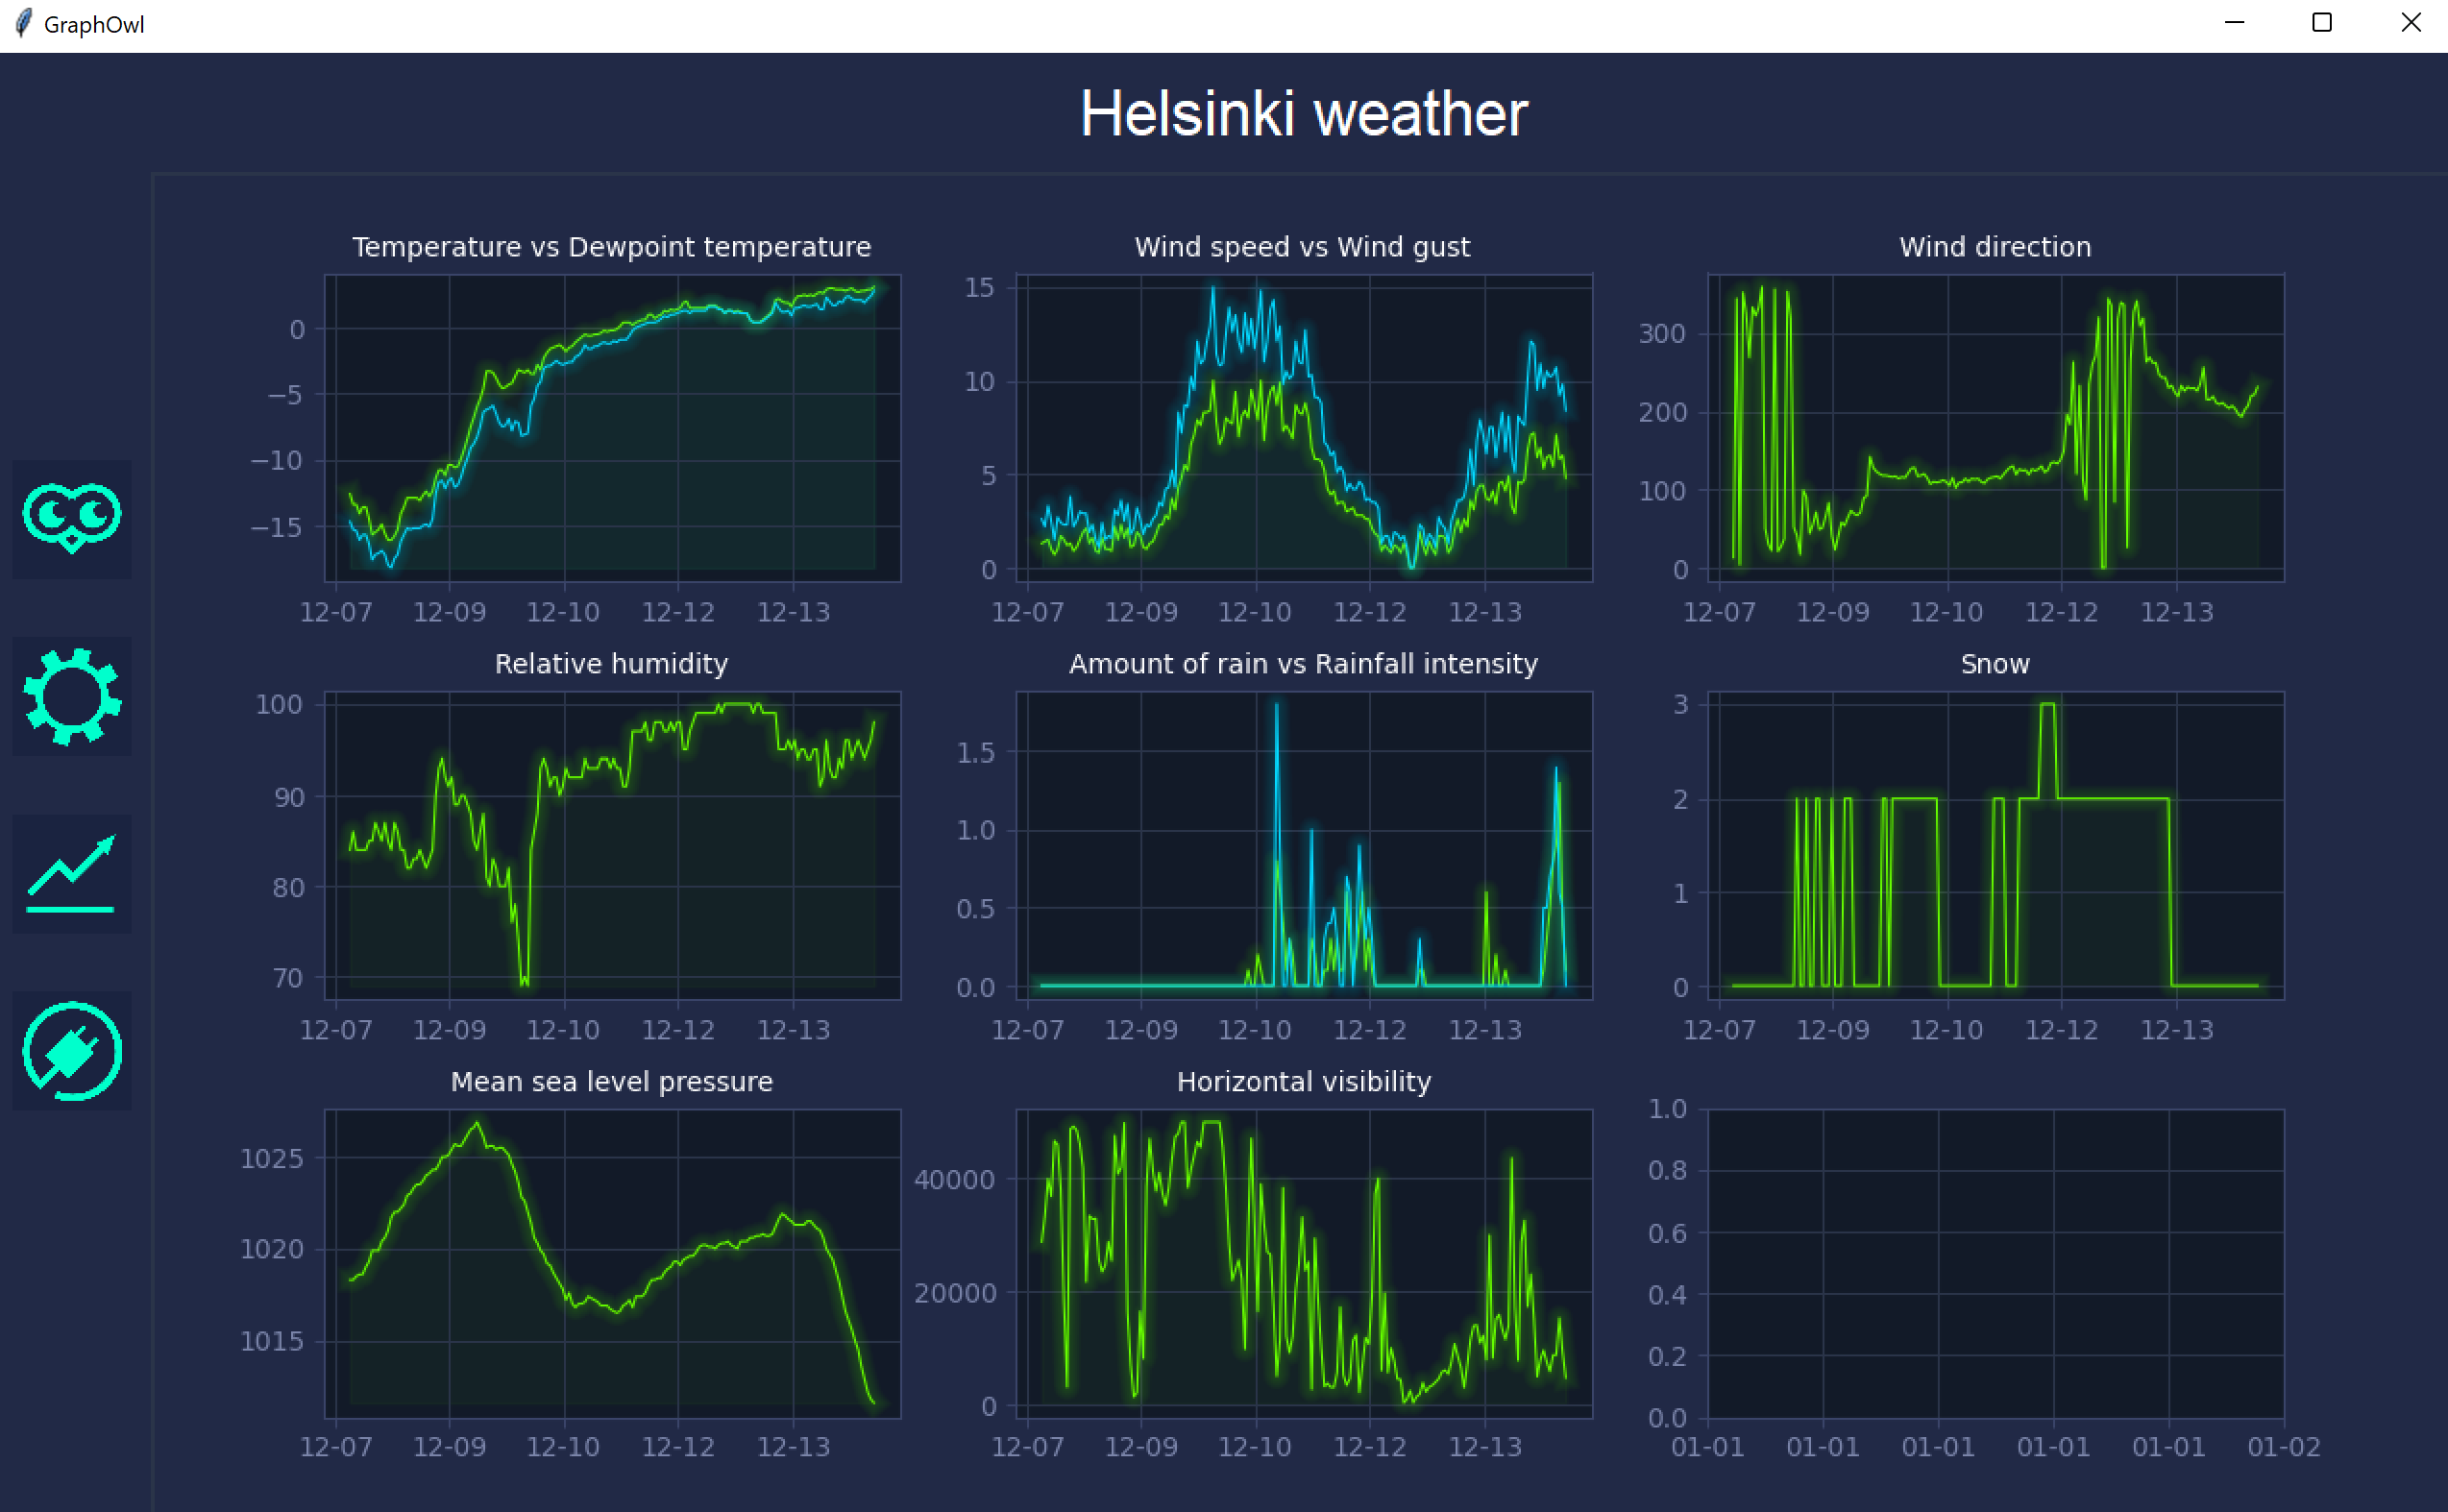 GraphOwl
Helsinki weather
Temperature vs Dewpoint temperature
0
−5
−10
−15
12-07 12-09 12-10 12-12 12-13
Wind speed vs Wind gust
15
10
5
0
12-07 12-09 12-10 12-12 12-13
Wind direction
300
200
100
0
12-07 12-09 12-10 12-12 12-13
Relative humidity
100
90
80
70
12-07 12-09 12-10 12-12 12-13
Amount of rain vs Rainfall intensity
1.5
1.0
0.5
0.0
12-07 12-09 12-10 12-12 12-13
Snow
3
2
1
0
12-07 12-09 12-10 12-12 12-13
Mean sea level pressure
1025
1020
1015
12-07 12-09 12-10 12-12 12-13
Horizontal visibility
40000
20000
0
12-07 12-09 12-10 12-12 12-13
1.0
0.8
0.6
0.4
0.2
0.0
01-01 01-01 01-01 01-01 01-01 01-02